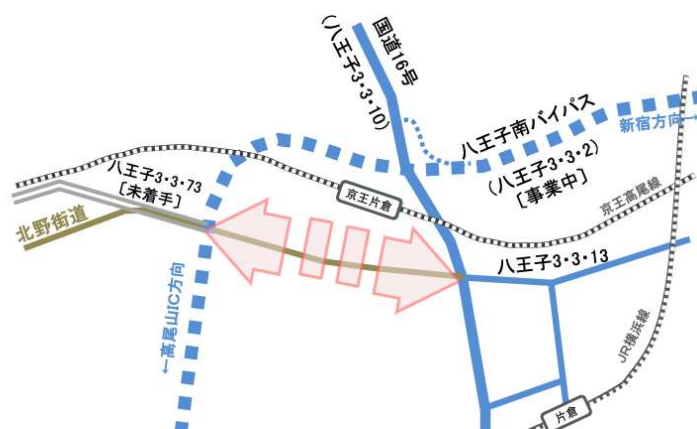 国道16号
(八王子3・3・10)
八王子南バイパス
(八王子3・3・2)
[事業中]
新宿方向→
八王子3・3・73
[未着手]
京王片倉
京王高尾線
北野街道
八王子3・3・13
←高尾山IC方向
JR横浜線
片倉